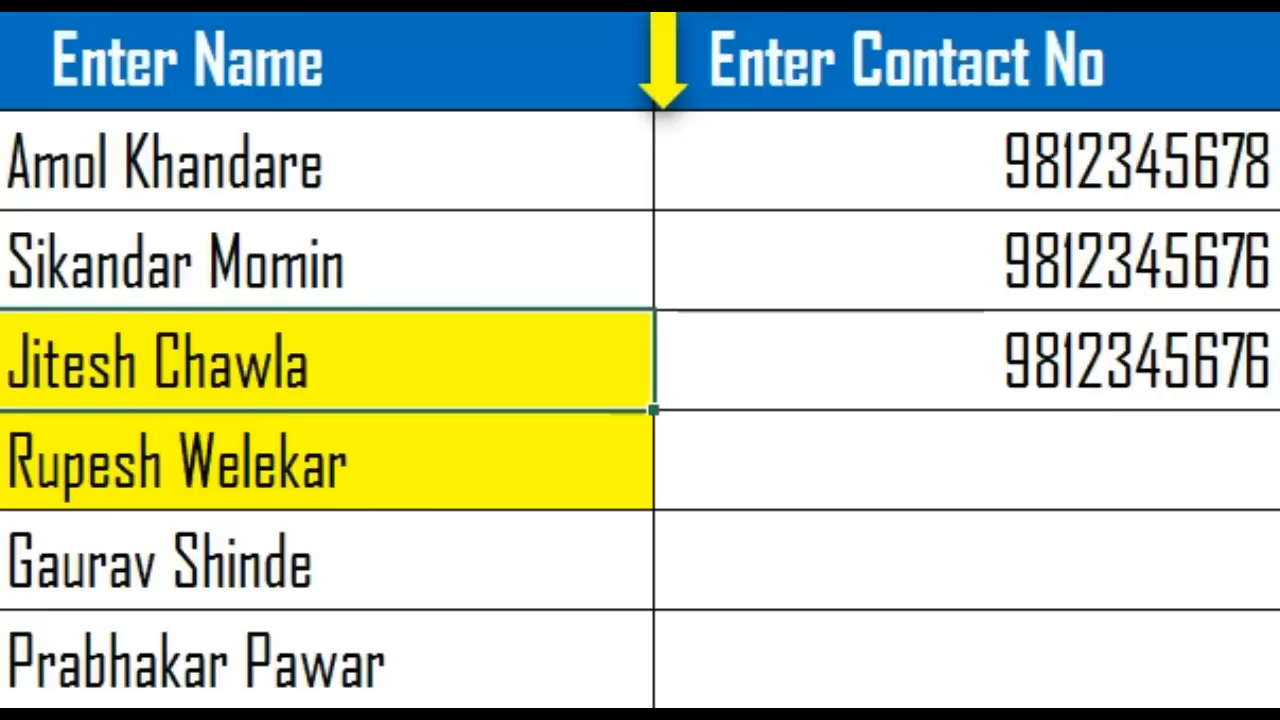 Enter Name Enter Contact No
Amol Khandare 9812345678
Sikandar Momin 9812345676
Jitesh Chawla 9812345676
Rupesh Welekar
Gaurav Shinde
Prabhakar Pawar